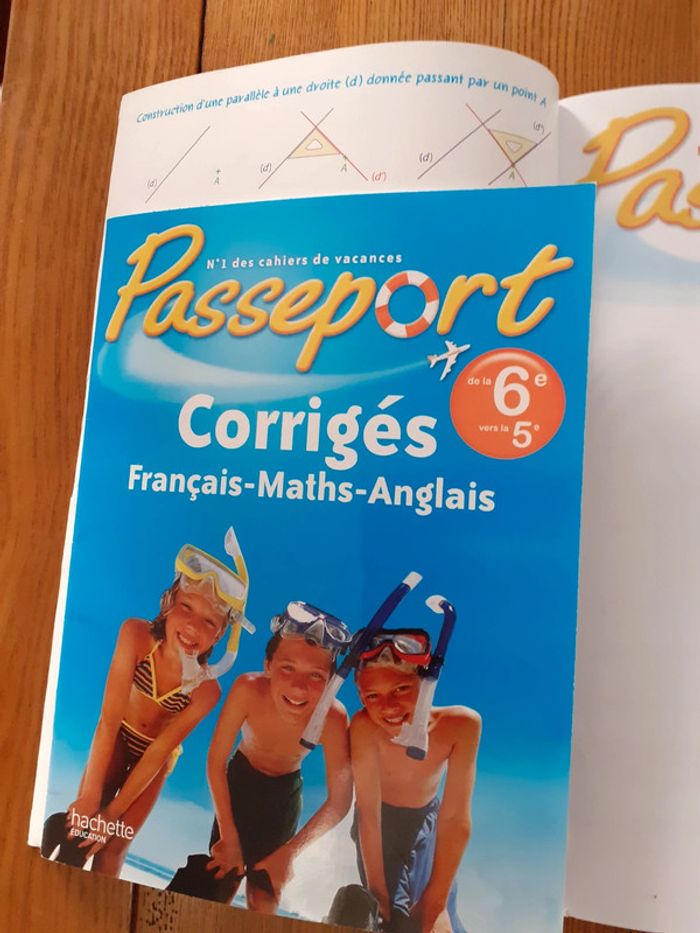 Construction d'une parallèle à une droite (d) donnée passant par un point A
(d)
A
(d)
A
(d')
(d)
(d')
A
Pas
N°1 des cahiers de vacances
Passeport
de la 6e
vers la 5e
Corrigés
Français-Maths-Anglais
hachette
ÉDUCATION